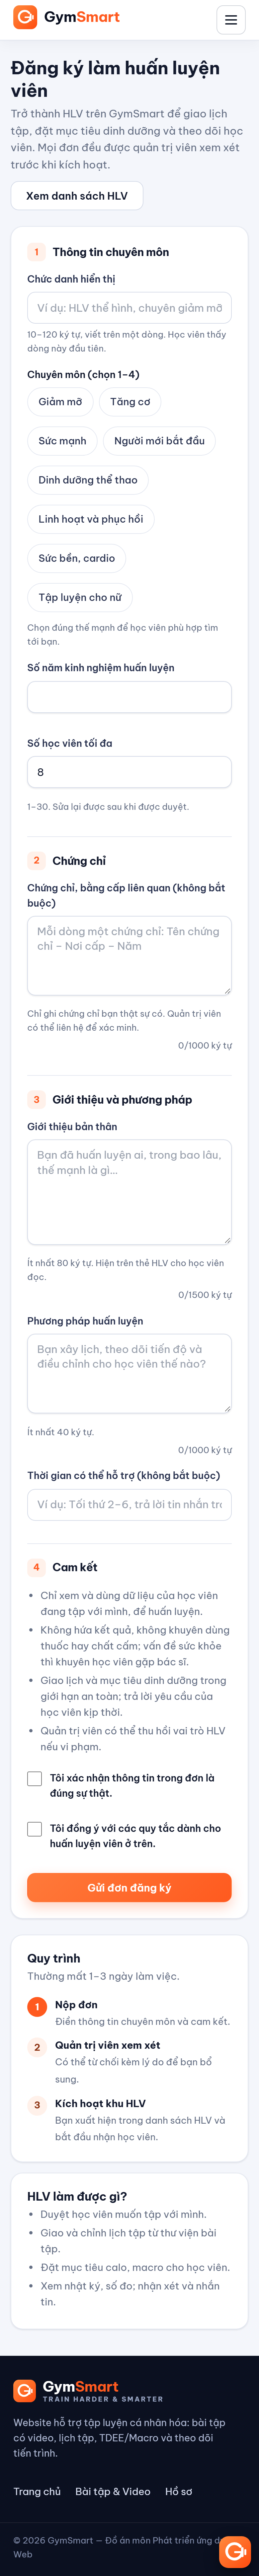 GymSmart
Đăng ký làm huấn luyện
viên
Trở thành HLV trên GymSmart để giao lịch
tập, đặt mục tiêu dinh dưỡng và theo dõi học
viên. Mọi đơn đều được quản trị viên xem xét
trước khi kích hoạt.
Xem danh sách HLV
1 Thông tin chuyên môn
Chức danh hiển thị
Ví dụ: HLV thể hình, chuyên giảm mỡ
10–120 ký tự, viết trên một dòng. Học viên thấy
dòng này đầu tiên.
Chuyên môn (chọn 1–4)
Giảm mỡ Tăng cơ
Sức mạnh Người mới bắt đầu
Dinh dưỡng thể thao
Linh hoạt và phục hồi
Sức bền, cardio
Tập luyện cho nữ
Chọn đúng thế mạnh để học viên phù hợp tìm
tới bạn.
Số năm kinh nghiệm huấn luyện
Số học viên tối đa
8
1–30. Sửa lại được sau khi được duyệt.
2 Chứng chỉ
Chứng chỉ, bằng cấp liên quan (không bắt
buộc)
Mỗi dòng một chứng chỉ: Tên chứng
chỉ – Nơi cấp – Năm
Chỉ ghi chứng chỉ bạn thật sự có. Quản trị viên
có thể liên hệ để xác minh.
0/1000 ký tự
3 Giới thiệu và phương pháp
Giới thiệu bản thân
Bạn đã huấn luyện ai, trong bao lâu,
thế mạnh là gì...
Ít nhất 80 ký tự. Hiện trên thẻ HLV cho học viên
đọc.
0/1500 ký tự
Phương pháp huấn luyện
Bạn xây lịch, theo dõi tiến độ và
điều chỉnh cho học viên thế nào?
Ít nhất 40 ký tự.
0/1000 ký tự
Thời gian có thể hỗ trợ (không bắt buộc)
Ví dụ: Tối thứ 2–6, trả lời tin nhắn trc
4 Cam kết
• Chỉ xem và dùng dữ liệu của học viên
đang tập với mình, để huấn luyện.
• Không hứa kết quả, không khuyên dùng
thuốc hay chất cấm; vấn đề sức khỏe
thì khuyên học viên gặp bác sĩ.
• Giao lịch và mục tiêu dinh dưỡng trong
giới hạn an toàn; trả lời yêu cầu của
học viên kịp thời.
• Quản trị viên có thể thu hồi vai trò HLV
nếu vi phạm.
Tôi xác nhận thông tin trong đơn là
đúng sự thật.
Tôi đồng ý với các quy tắc dành cho
huấn luyện viên ở trên.
Gửi đơn đăng ký
Quy trình
Thường mất 1–3 ngày làm việc.
1 Nộp đơn
Điền thông tin chuyên môn và cam kết.
2 Quản trị viên xem xét
Có thể từ chối kèm lý do để bạn bổ
sung.
3 Kích hoạt khu HLV
Bạn xuất hiện trong danh sách HLV và
bắt đầu nhận học viên.
HLV làm được gì?
• Duyệt học viên muốn tập với mình.
• Giao và chỉnh lịch tập từ thư viện bài
tập.
• Đặt mục tiêu calo, macro cho học viên.
• Xem nhật ký, số đo; nhận xét và nhắn
tin.
GymSmart
TRAIN HARDER & SMARTER
Website hỗ trợ tập luyện cá nhân hóa: bài tập
có video, lịch tập, TDEE/Macro và theo dõi
tiến trình.
Trang chủ Bài tập & Video Hồ sơ
© 2026 GymSmart — Đồ án môn Phát triển ứng
Web